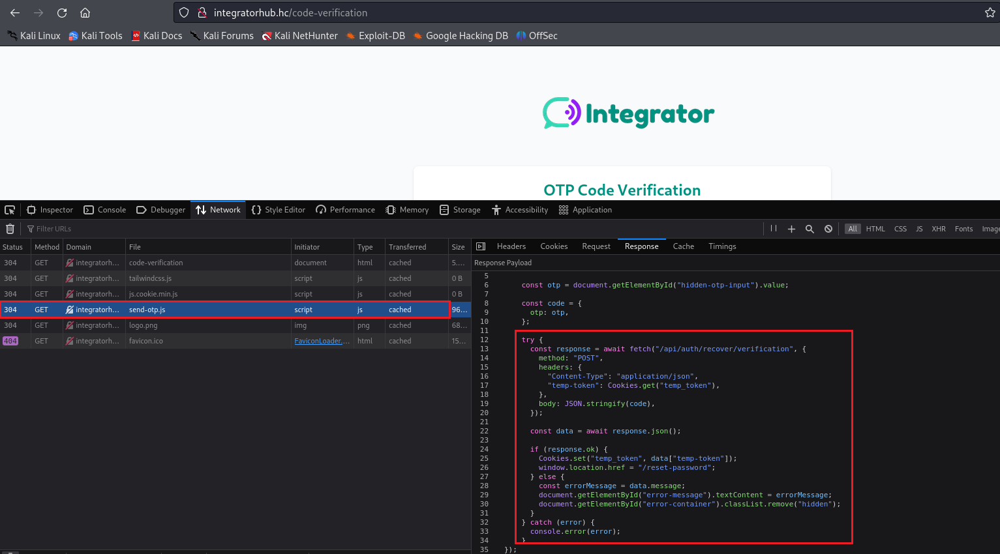 integratorhub.hc/code-verification
Kali Linux Kali Tools Kali Docs Kali Forums Kali NetHunter Exploit-DB Google Hacking DB OffSec
Integrator
OTP Code Verification
Inspector Console Debugger Network Style Editor Performance Memory Storage Accessibility Application
Filter URLs All HTML CSS JS XHR Fonts Image
Status Method Domain File Initiator Type Transferred Size
304 GET integratorh... code-verification document html cached 5....
304 GET integratorh... tailwindcss.js script js cached 0 B
304 GET integratorh... js.cookie.min.js script js cached 0 B
304 GET integratorh... send-otp.js script js cached 96...
304 GET integratorh... logo.png img png cached 68...
404 GET integratorh... favicon.ico FaviconLoader.... html cached 15...
Headers Cookies Request Response Cache Timings
Response Payload
5
6 const otp = document.getElementById("hidden-otp-input").value;
7
8 const code = {
9 otp: otp,
10 };
11
12 try {
13 const response = await fetch("/api/auth/recover/verification", {
14 method: "POST",
15 headers: {
16 "Content-Type": "application/json",
17 "temp-token": Cookies.get("temp_token"),
18 },
19 body: JSON.stringify(code),
20 });
21
22 const data = await response.json();
23
24 if (response.ok) {
25 Cookies.set("temp_token", data["temp-token"]);
26 window.location.href = "/reset-password";
27 } else {
28 const errorMessage = data.message;
29 document.getElementById("error-message").textContent = errorMessage;
30 document.getElementById("error-container").classList.remove("hidden");
31 }
32 } catch (error) {
33 console.error(error);
34 }
35 });